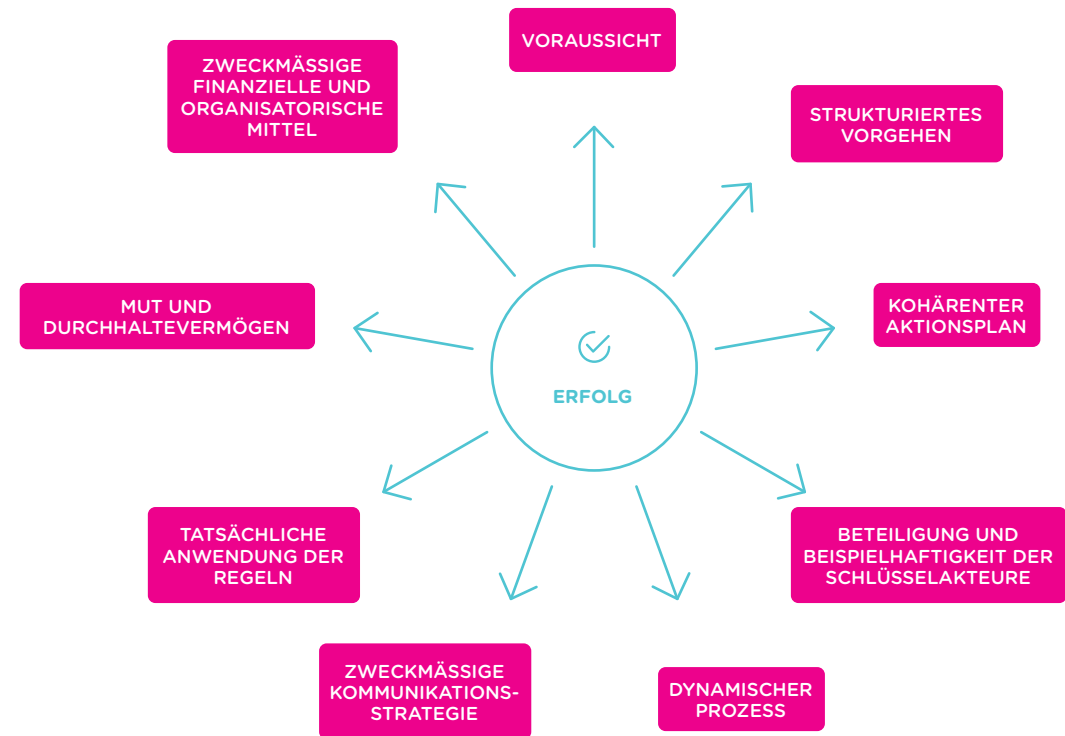 VORAUSSICHT
ZWECKMÄSSIGE
FINANZIELLE UND
ORGANISATORISCHE
MITTEL
STRUKTURIERTES
VORGEHEN
MUT UND
DURCHHALTEVERMÖGEN
KOHÄRENTER
AKTIONSPLAN
ERFOLG
TATSÄCHLICHE
ANWENDUNG DER
REGELN
BETEILIGUNG UND
BEISPIELHAFTIGKEIT DER
SCHLÜSSELAKTEURE
ZWECKMÄSSIGE
KOMMUNIKATIONS-
STRATEGIE
DYNAMISCHER
PROZESS